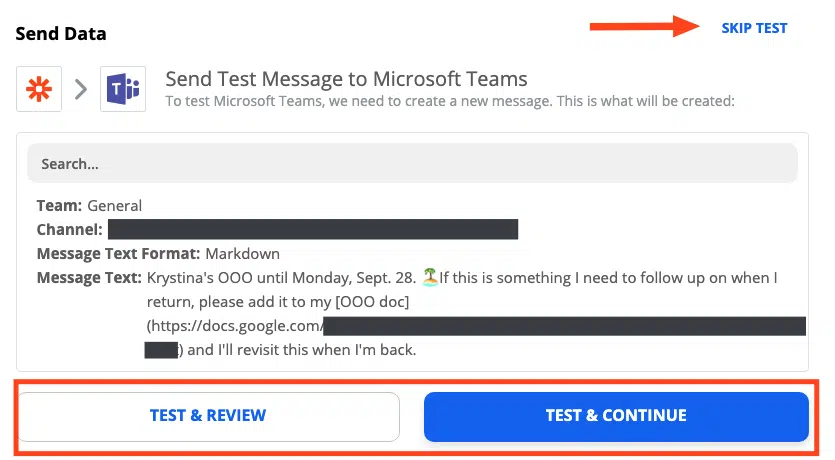 Send Data
SKIP TEST
Send Test Message to Microsoft Teams
To test Microsoft Teams, we need to create a new message. This is what will be created:
Search...
Team: General
Channel:
Message Text Format: Markdown
Message Text: Krystina's OOO until Monday, Sept. 28. 🏝️If this is something I need to follow up on when I
return, please add it to my [OOO doc]
(https://docs.google.com/
) and I'll revisit this when I'm back.
TEST & REVIEW
TEST & CONTINUE